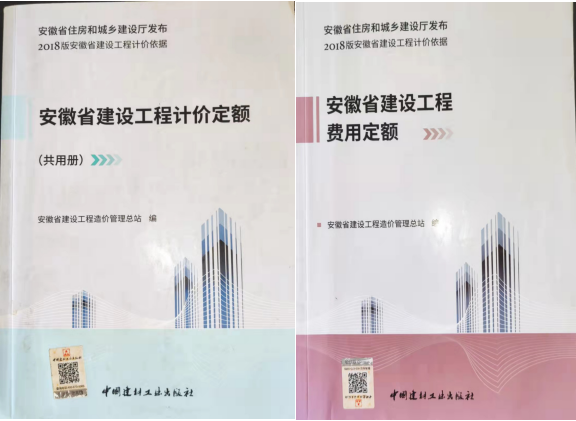 安徽省住房和城乡建设厅发布
2018版安徽省建设工程计价依据
安徽省建设工程计价定额
(共用册)
安徽省建设工程造价管理总站 编
中国建材工业出版社
安徽省住房和城乡建设厅发布
2018版安徽省建设工程计价依据
安徽省建设工程
费用定额
安徽省建设工程造价管理总站
中国建材工业出版社